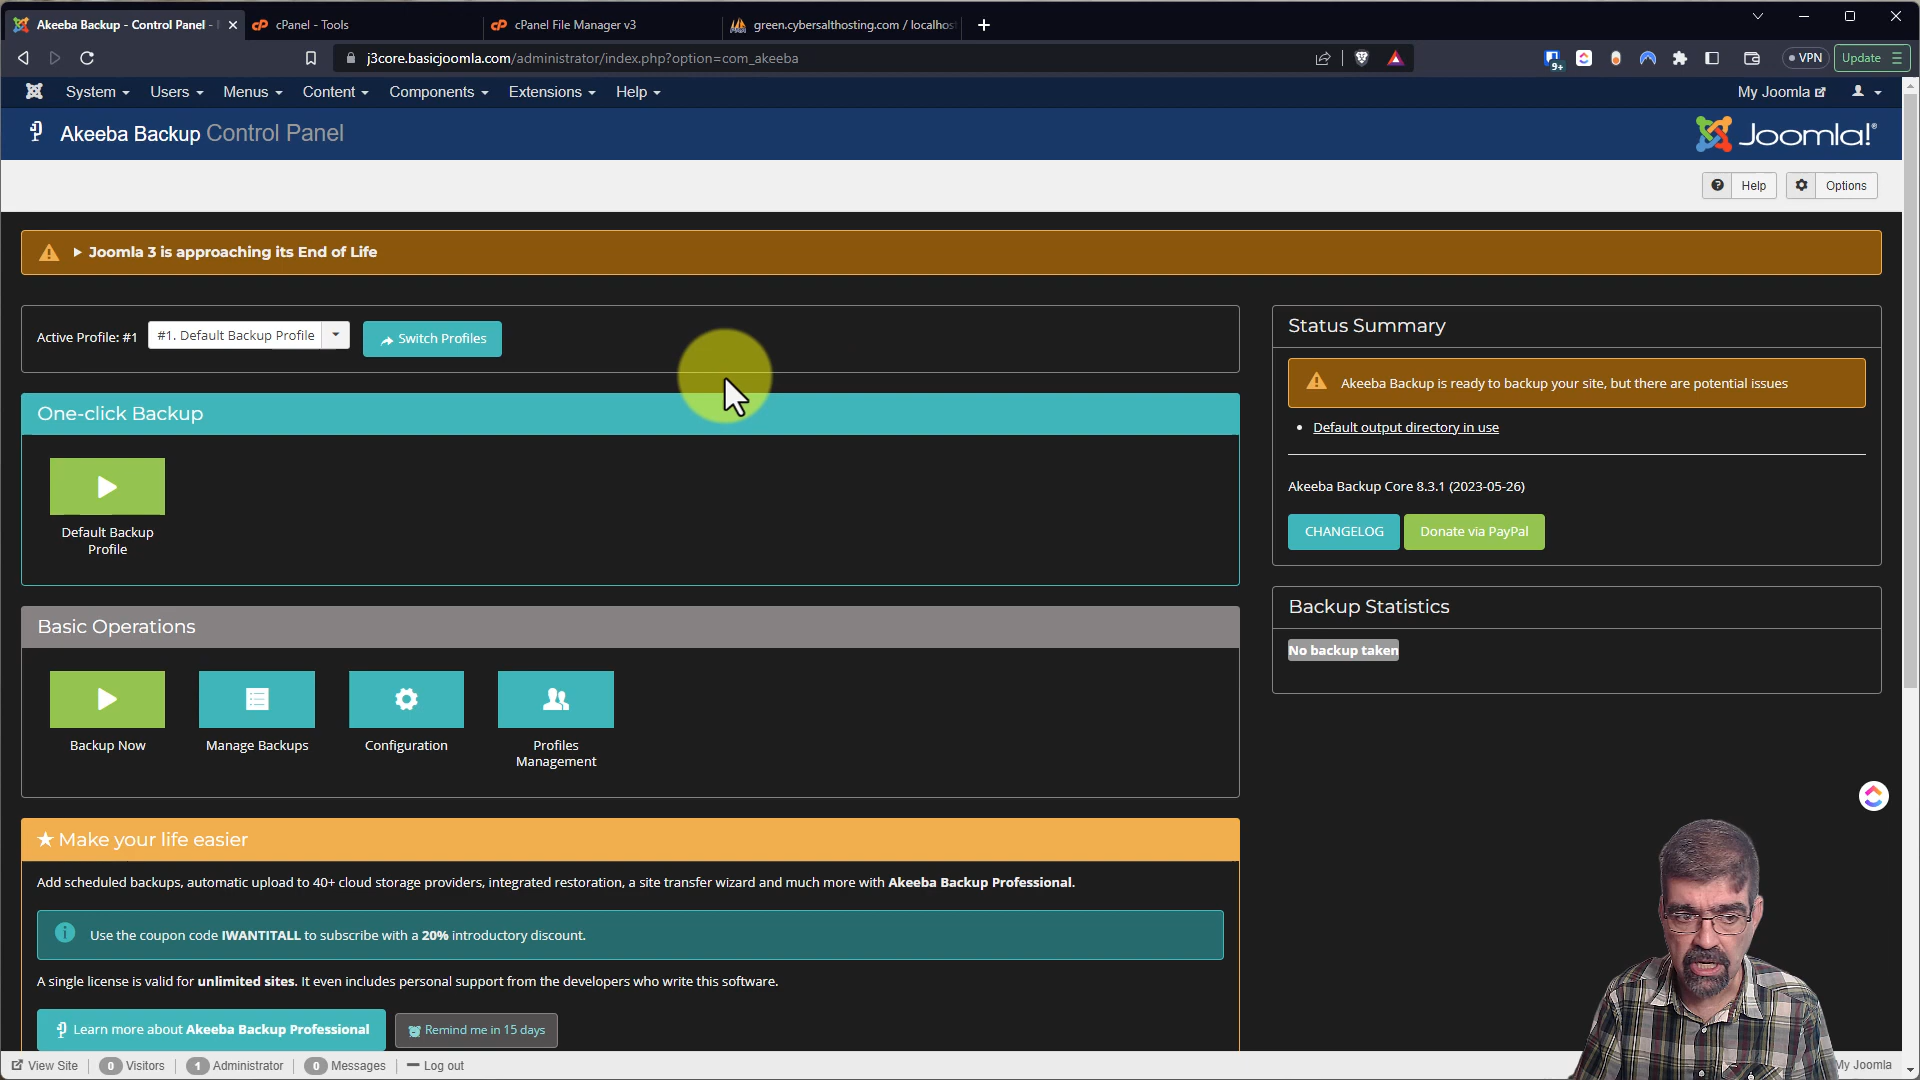 Akeeba Backup - Control Panel -
cPanel - Tools
cPanel File Manager v3
green.cybersalthosting.com / localhos
j3core.basicjoomla.com/administrator/index.php?option=com_akeeba
9+
VPN
Update
System
Users
Menus
Content
Components
Extensions
Help
My Joomla
Akeeba Backup Control Panel
Joomla!®
Help
Options
Joomla 3 is approaching its End of Life
Active Profile: #1
#1. Default Backup Profile
Switch Profiles
One-click Backup
Default Backup
Profile
Basic Operations
Backup Now
Manage Backups
Configuration
Profiles
Management
Make your life easier
Add scheduled backups, automatic upload to 40+ cloud storage providers, integrated restoration, a site transfer wizard and much more with Akeeba Backup Professional.
Use the coupon code IWANTITALL to subscribe with a 20% introductory discount.
A single license is valid for unlimited sites. It even includes personal support from the developers who write this software.
Learn more about Akeeba Backup Professional
Remind me in 15 days
Status Summary
Akeeba Backup is ready to backup your site, but there are potential issues
Default output directory in use
Akeeba Backup Core 8.3.1 (2023-05-26)
CHANGELOG
Donate via PayPal
Backup Statistics
No backup taken
View Site
0 Visitors
1 Administrator
0 Messages
Log out
My Joomla